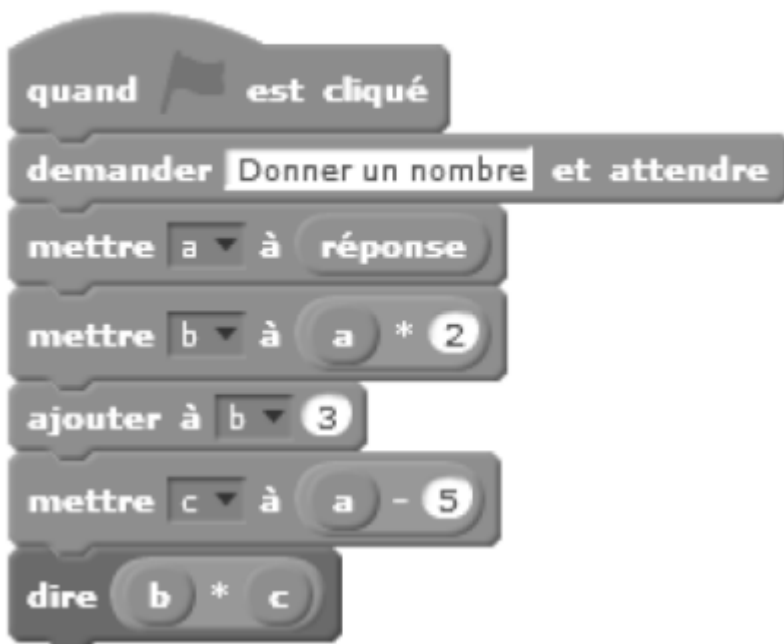 quand est cliqué
demander Donner un nombre et attendre
mettre a à réponse
mettre b à a * 2
ajouter à b 3
mettre c à a - 5
dire b * c